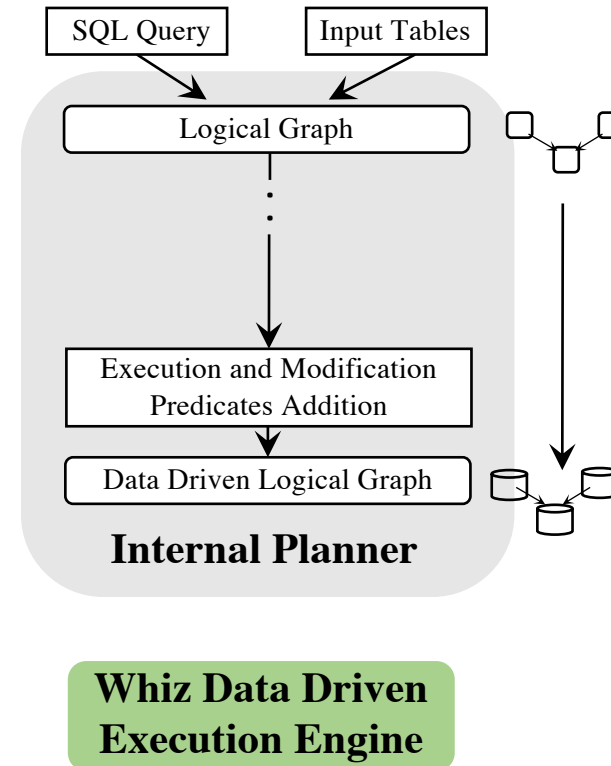 SQL Query
Input Tables
Logical Graph
Execution and Modification
Predicates Addition
Data Driven Logical Graph
Internal Planner
Whiz Data Driven
Execution Engine